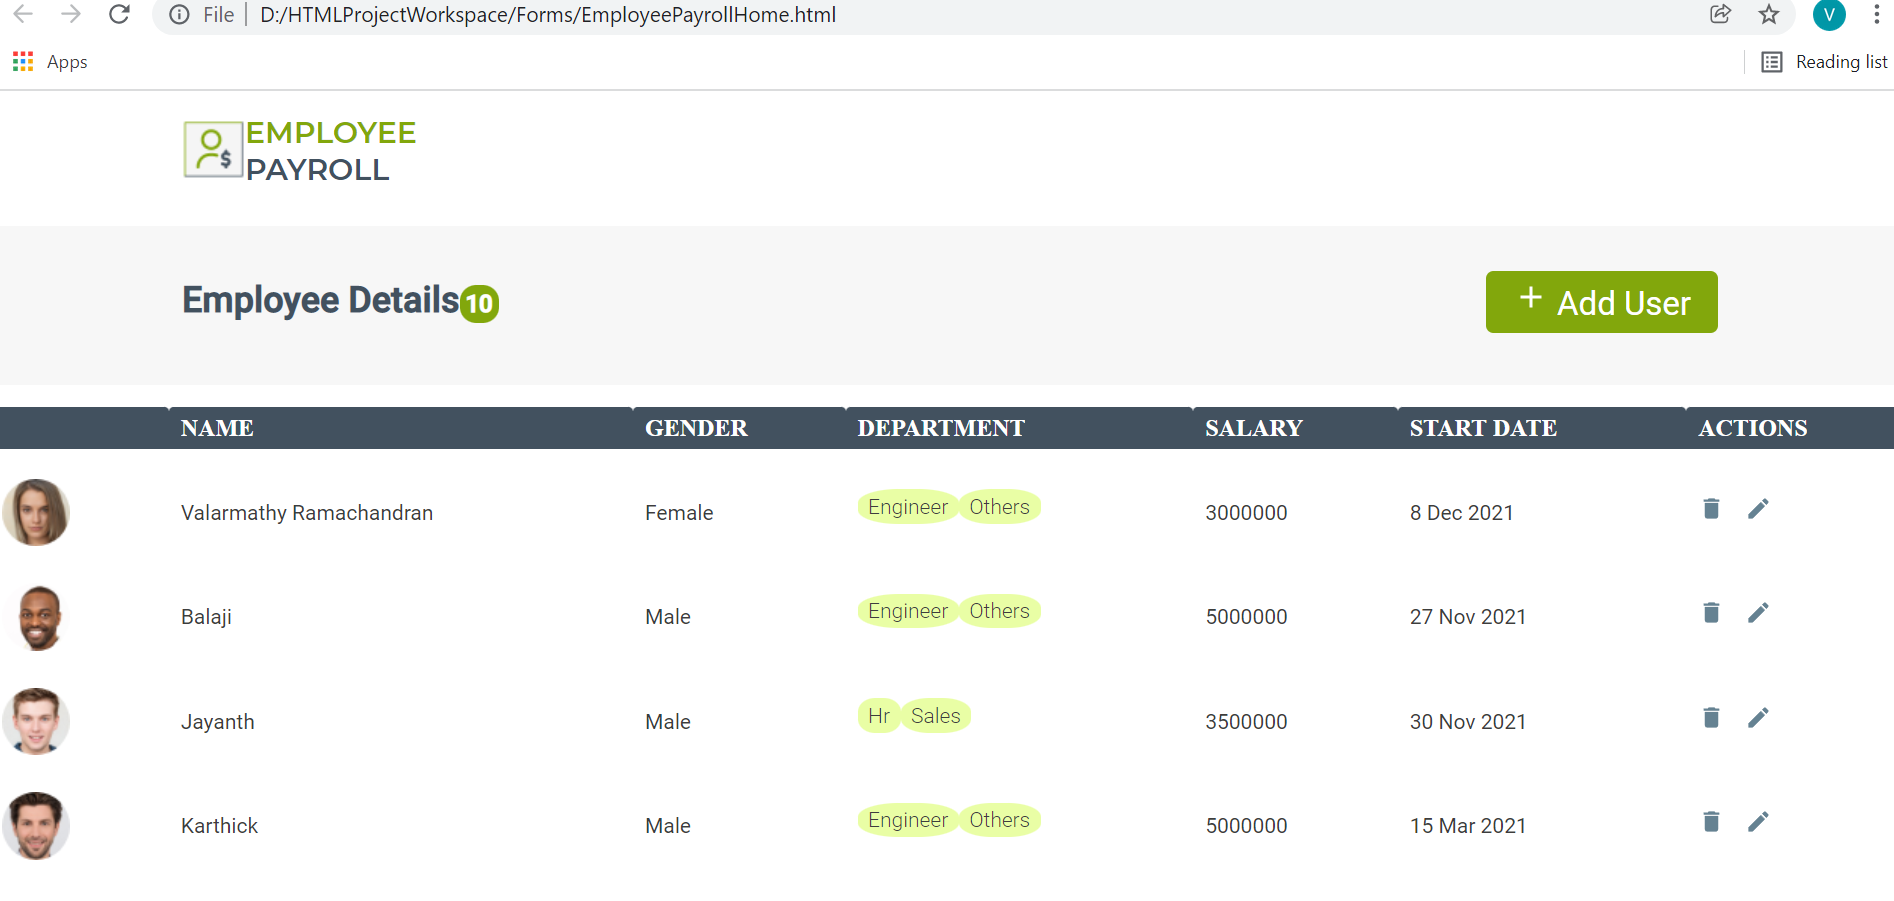 File D:/HTMLProjectWorkspace/Forms/EmployeePayrollHome.html V
Apps Reading list
$ EMPLOYEE
PAYROLL
Employee Details 10 + Add User
NAME GENDER DEPARTMENT SALARY START DATE ACTIONS
Valarmathy Ramachandran Female Engineer Others 3000000 8 Dec 2021
Balaji Male Engineer Others 5000000 27 Nov 2021
Jayanth Male Hr Sales 3500000 30 Nov 2021
Karthick Male Engineer Others 5000000 15 Mar 2021